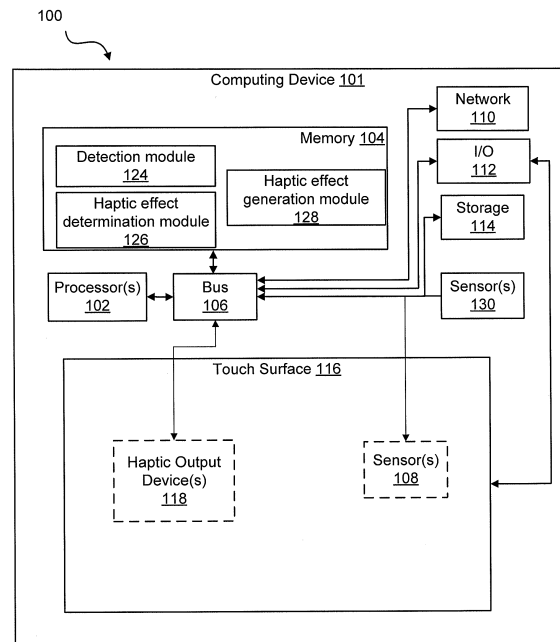 100
Computing Device 101
Memory 104
Detection module
124
Haptic effect
determination module
126
Haptic effect
generation module
128
Network
110
I/O
112
Storage
114
Processor(s)
102
Bus
106
Sensor(s)
130
Touch Surface 116
Haptic Output
Device(s)
118
Sensor(s)
108